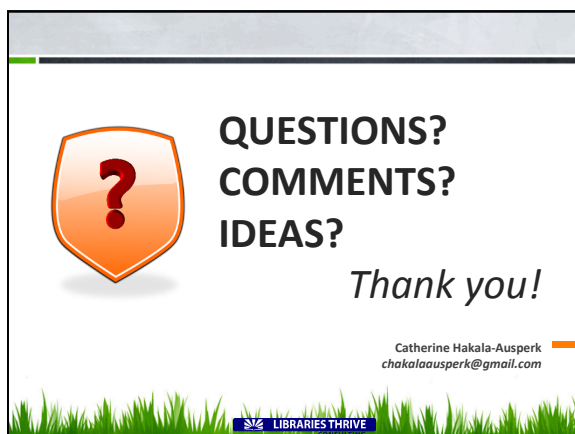 ?
QUESTIONS?
COMMENTS?
IDEAS?
Thank you!
Catherine Hakala-Ausperk
chakalaausperk@gmail.com
LIBRARIES THRIVE